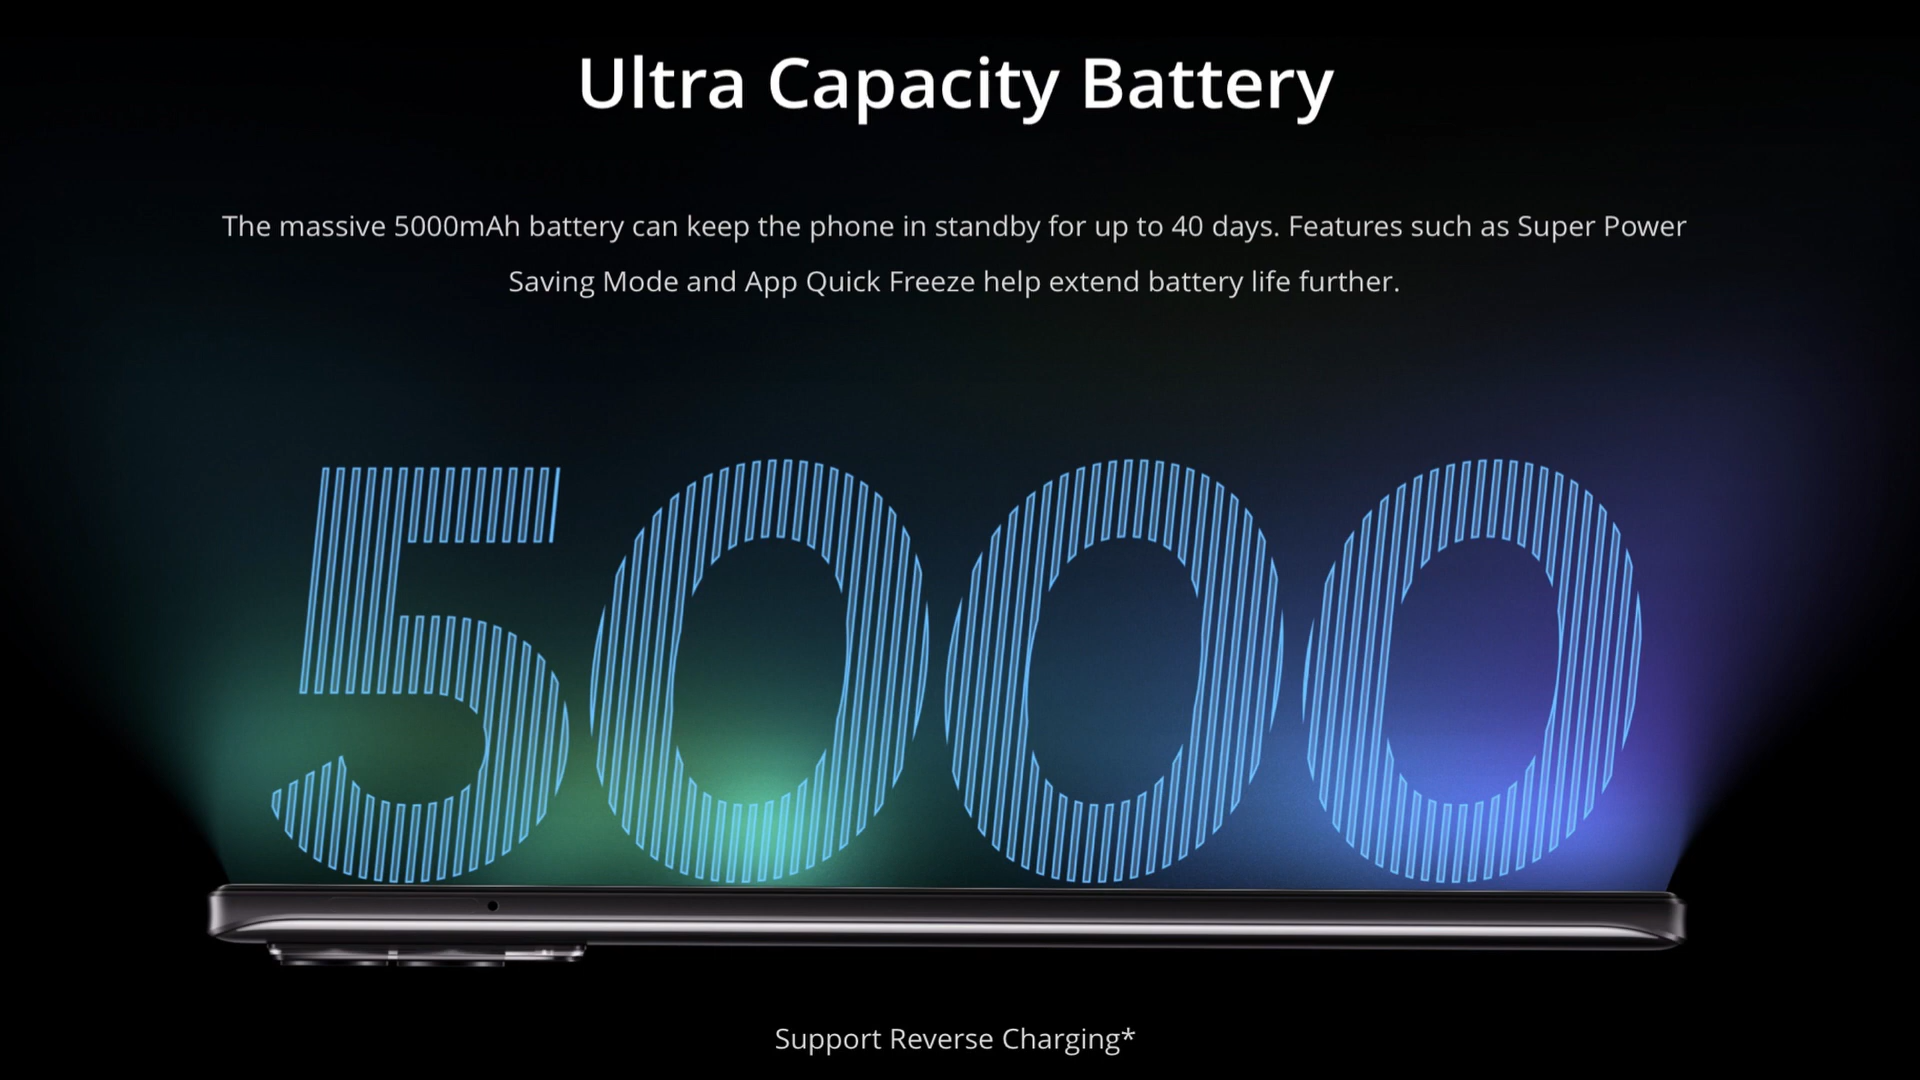 Ultra Capacity Battery
The massive 5000mAh battery can keep the phone in standby for up to 40 days. Features such as Super Power
Saving Mode and App Quick Freeze help extend battery life further.
5000
Support Reverse Charging*